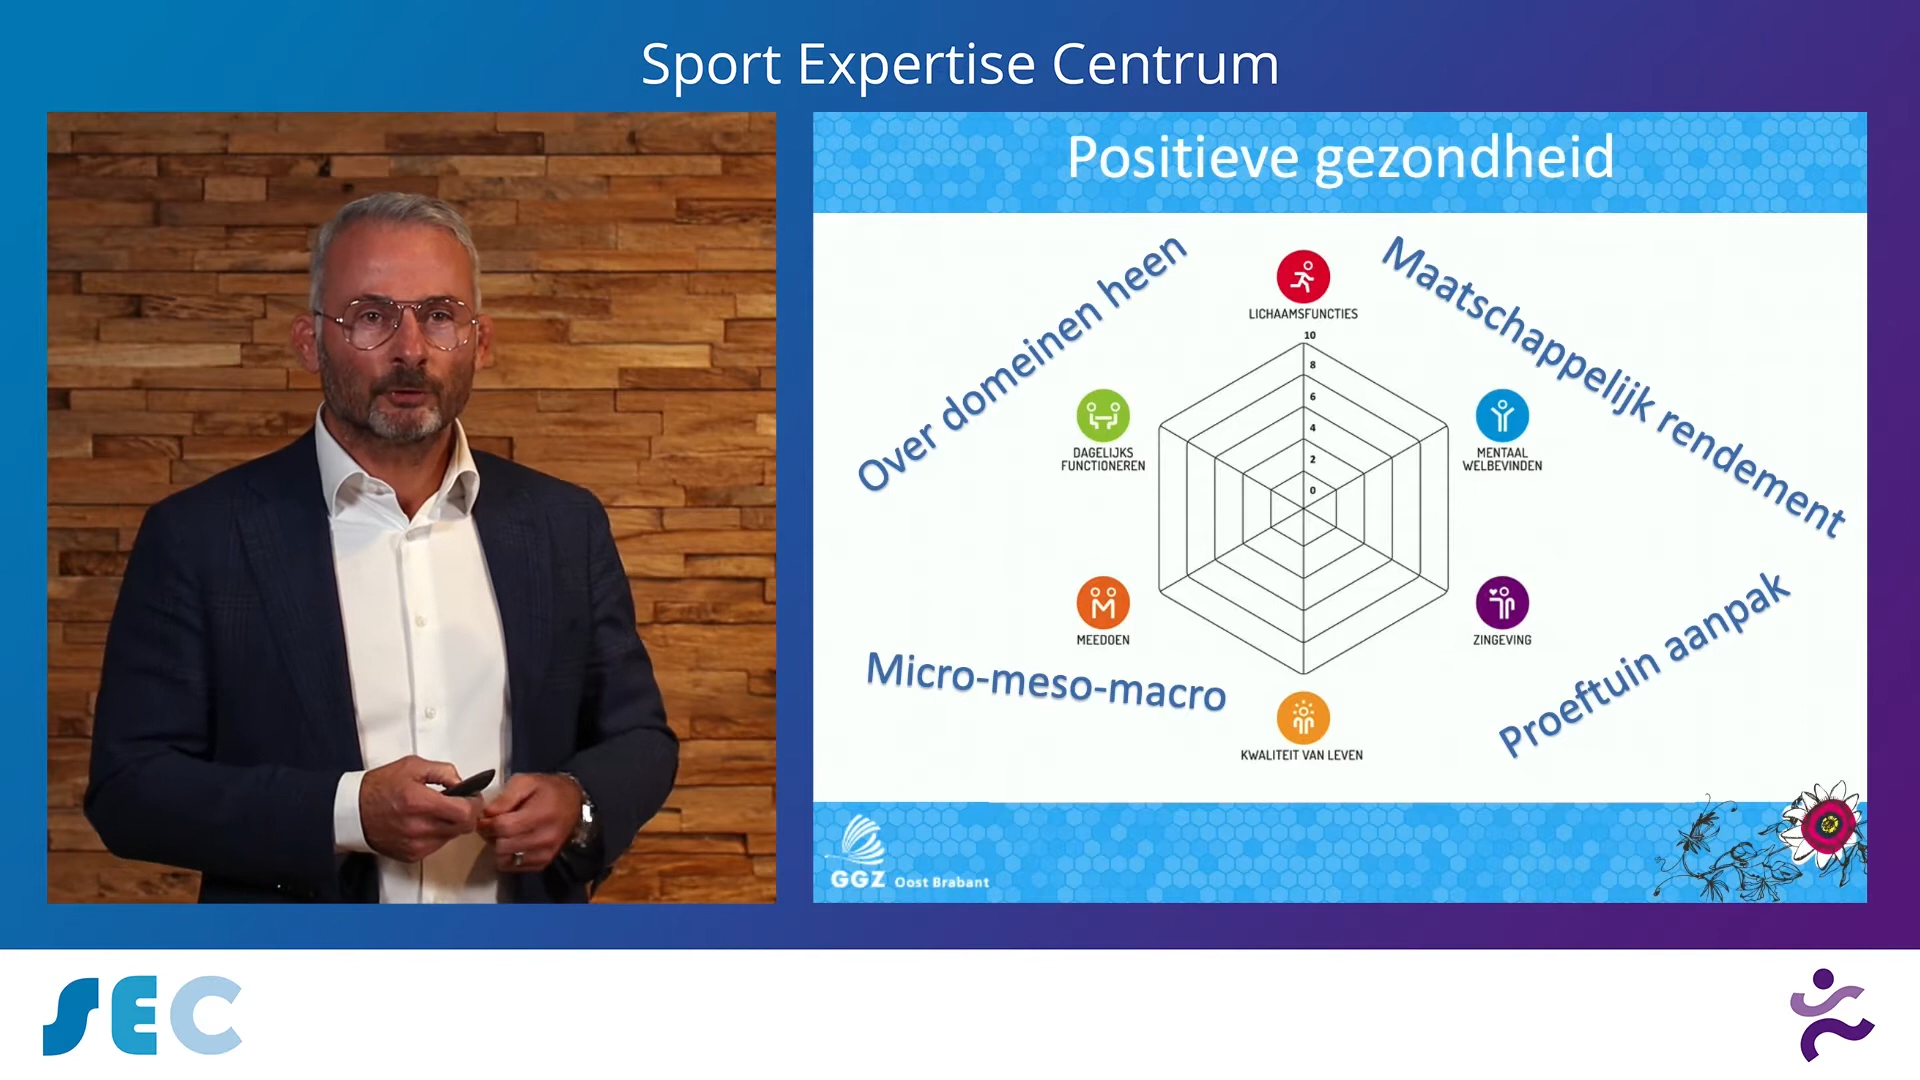 Sport Expertise Centrum
Positieve gezondheid
Over domeinen heen
Maatschappelijk rendement
LICHAAMSFUNCTIES
10
8
6
4
2
0
DAGELIJKS
FUNCTIONEREN
MENTAAL
WELBEVINDEN
MEEDOEN
ZINGEVING
Micro-meso-macro
Proeftuin aanpak
KWALITEIT VAN LEVEN
GGZ Oost Brabant
SEC